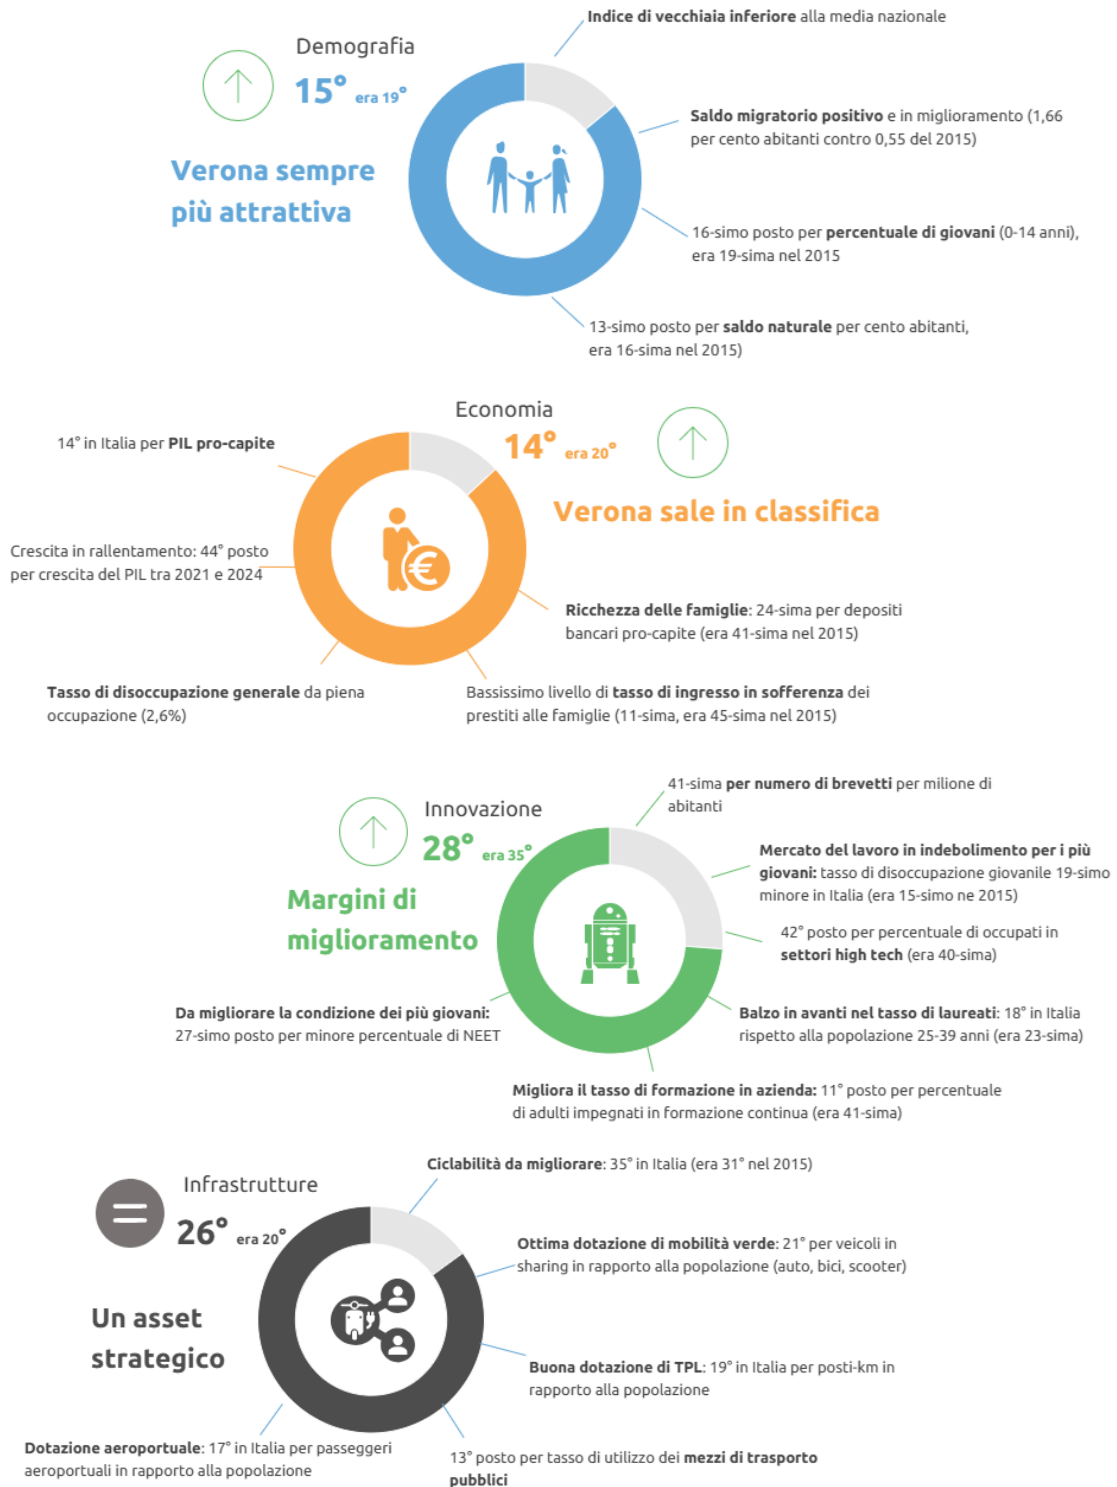 Indice di vecchiaia inferiore alla media nazionale
Demografia
15° era 19°
Verona sempre
più attrattiva
Saldo migratorio positivo e in miglioramento (1,66
per cento abitanti contro 0,55 del 2015)
16-simo posto per percentuale di giovani (0-14 anni),
era 19-sima nel 2015
13-simo posto per saldo naturale per cento abitanti,
era 16-sima nel 2015)
Economia
14° era 20°
Verona sale in classifica
14° in Italia per PIL pro-capite
Crescita in rallentamento: 44° posto
per crescita del PIL tra 2021 e 2024
€
Ricchezza delle famiglie: 24-sima per depositi
bancari pro-capite (era 41-sima nel 2015)
Tasso di disoccupazione generale da piena
occupazione (2,6%)
Bassissimo livello di tasso di ingresso in sofferenza dei
prestiti alle famiglie (11-sima, era 45-sima nel 2015)
Innovazione
28° era 35°
Margini di
miglioramento
41-sima per numero di brevetti per milione di
abitanti
Mercato del lavoro in indebolimento per i più
giovani: tasso di disoccupazione giovanile 19-simo
minore in Italia (era 15-simo ne 2015)
42° posto per percentuale di occupati in
settori high tech (era 40-sima)
Da migliorare la condizione dei più giovani:
27-simo posto per minore percentuale di NEET
Balzo in avanti nel tasso di laureati: 18° in Italia
rispetto alla popolazione 25-39 anni (era 23-sima)
Migliora il tasso di formazione in azienda: 11° posto per percentuale
di adulti impegnati in formazione continua (era 41-sima)
Infrastrutture
26° era 20°
Un asset
strategico
Ciclabilità da migliorare: 35° in Italia (era 31° nel 2015)
Ottima dotazione di mobilità verde: 21° per veicoli in
sharing in rapporto alla popolazione (auto, bici, scooter)
Buona dotazione di TPL: 19° in Italia per posti-km in
rapporto alla popolazione
Dotazione aeroportuale: 17° in Italia per passeggeri
aeroportuali in rapporto alla popolazione
13° posto per tasso di utilizzo dei mezzi di trasporto
pubblici